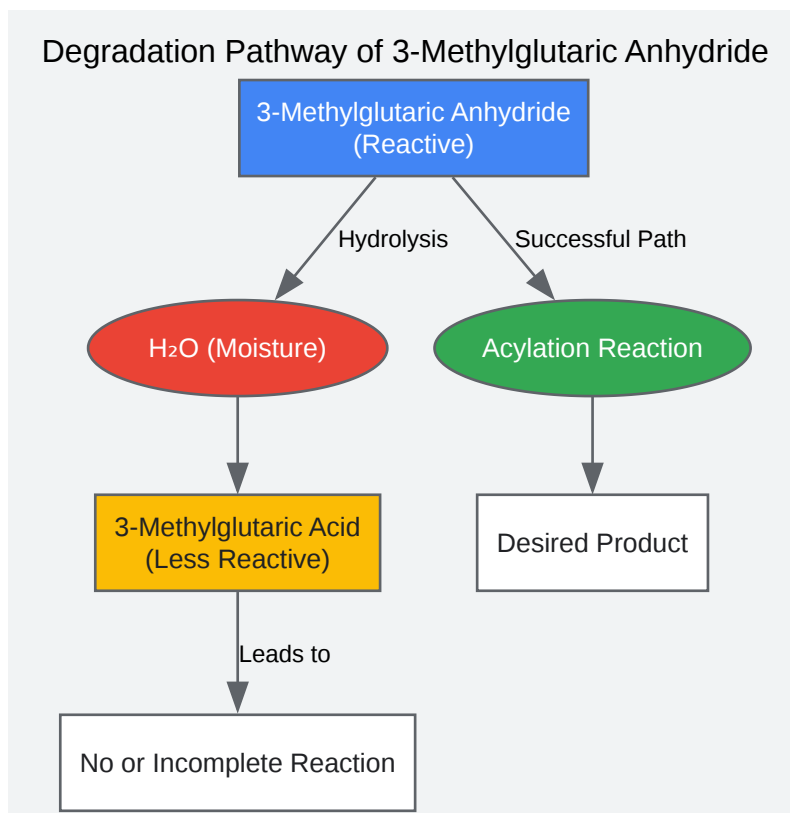 Degradation Pathway of 3-Methylglutaric Anhydride
3-Methylglutaric Anhydride
(Reactive)
Hydrolysis
Successful Path
H₂O (Moisture)
Acylation Reaction
3-Methylglutaric Acid
(Less Reactive)
Desired Product
Leads to
No or Incomplete Reaction